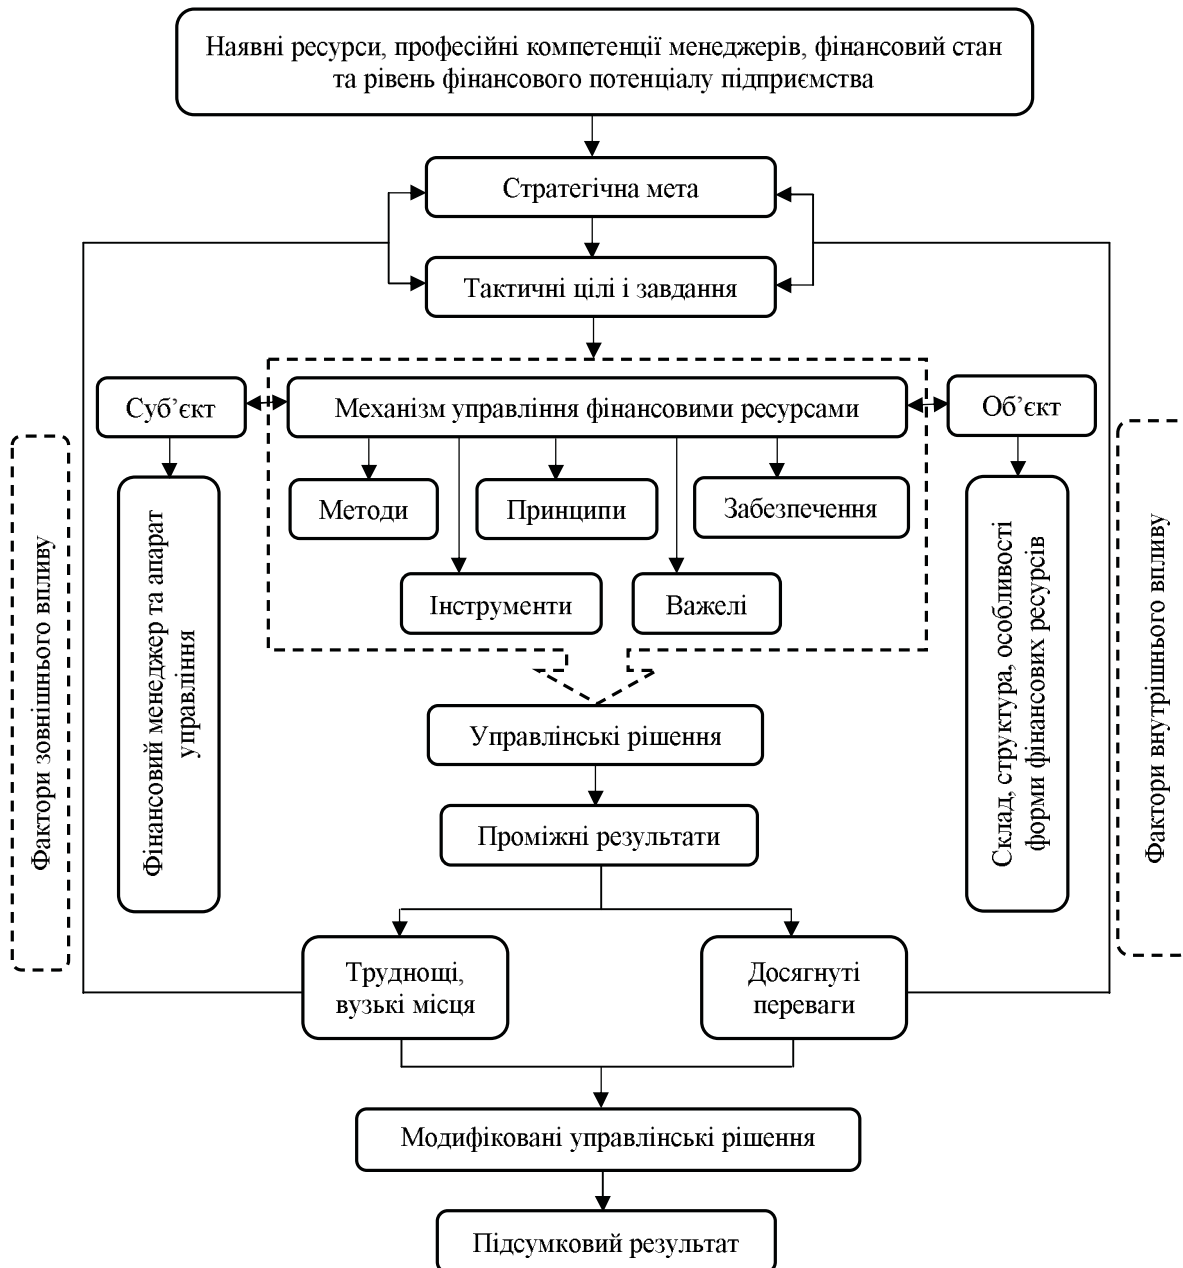 Наявні ресурси, професійні компетенції менеджерів, фінансовий стан
та рівень фінансового потенціалу підприємства
Стратегічна мета
Тактичні цілі і завдання
Суб’єкт
Механізм управління фінансовими ресурсами
Об’єкт
Методи
Принципи
Забезпечення
Інструменти
Важелі
Фактори зовнішнього впливу
Фінансовий менеджер та апарат
управління
Склад, структура, особливості
форми фінансових ресурсів
Фактори внутрішнього впливу
Управлінські рішення
Проміжні результати
Труднощі,
вузькі місця
Досягнуті
переваги
Модифіковані управлінські рішення
Підсумковий результат